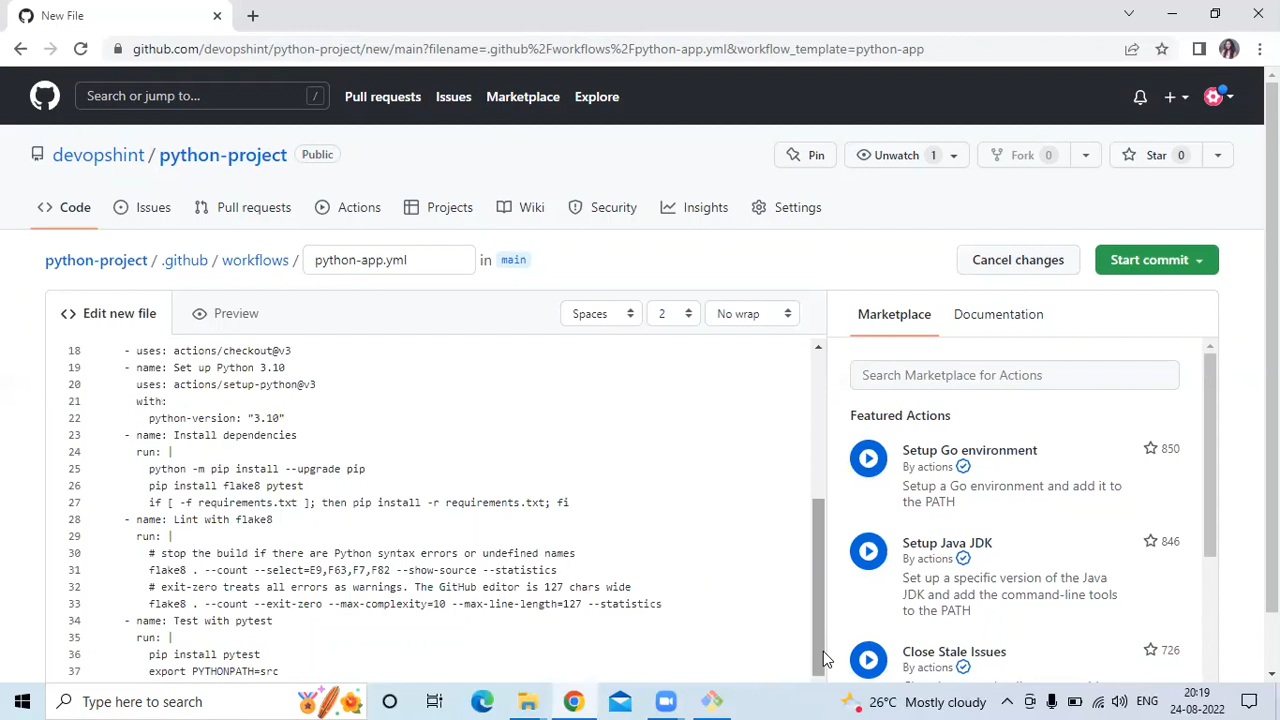 New File
github.com/devopshint/python-project/new/main?filename=.github%2Fworkflows%2Fpython-app.yml&workflow_template=python-app
Search or jump to...
/
Pull requests
Issues
Marketplace
Explore
devopshint / python-project
Public
Pin
Unwatch 1
Fork 0
Star 0
Code
Issues
Pull requests
Actions
Projects
Wiki
Security
Insights
Settings
python-project / .github / workflows / python-app.yml in main
Cancel changes
Start commit
Edit new file
Preview
Spaces
2
No wrap
18 - uses: actions/checkout@v3
19 - name: Set up Python 3.10
20 uses: actions/setup-python@v3
21 with:
22 python-version: "3.10"
23 - name: Install dependencies
24 run: |
25 python -m pip install --upgrade pip
26 pip install flake8 pytest
27 if [ -f requirements.txt ]; then pip install -r requirements.txt; fi
28 - name: Lint with flake8
29 run: |
30 # stop the build if there are Python syntax errors or undefined names
31 flake8 . --count --select=E9,F63,F7,F82 --show-source --statistics
32 # exit-zero treats all errors as warnings. The GitHub editor is 127 chars wide
33 flake8 . --count --exit-zero --max-complexity=10 --max-line-length=127 --statistics
34 - name: Test with pytest
35 run: |
36 pip install pytest
37 export PYTHONPATH=src
Marketplace
Documentation
Search Marketplace for Actions
Featured Actions
Setup Go environment
850
By actions
Setup a Go environment and add it to
the PATH
Setup Java JDK
846
By actions
Set up a specific version of the Java
JDK and add the command-line tools
to the PATH
Close Stale Issues
726
By actions
Type here to search
26°C Mostly cloudy
ENG
20:19
24-08-2022